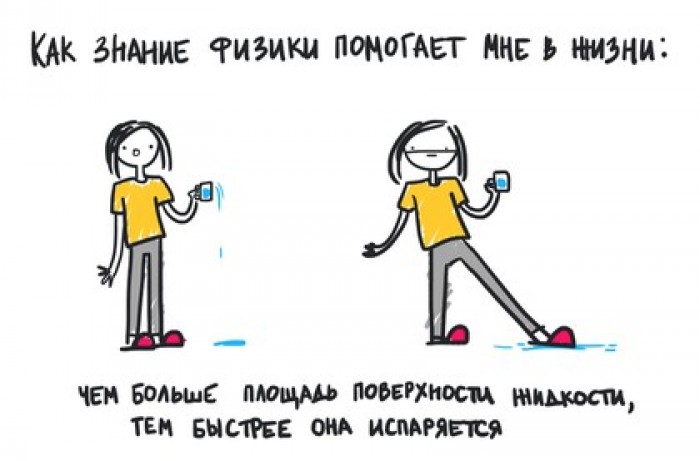 Как знание физики помогает мне в жизни:
чем больше площадь поверхности жидкости,
тем быстрее она испаряется